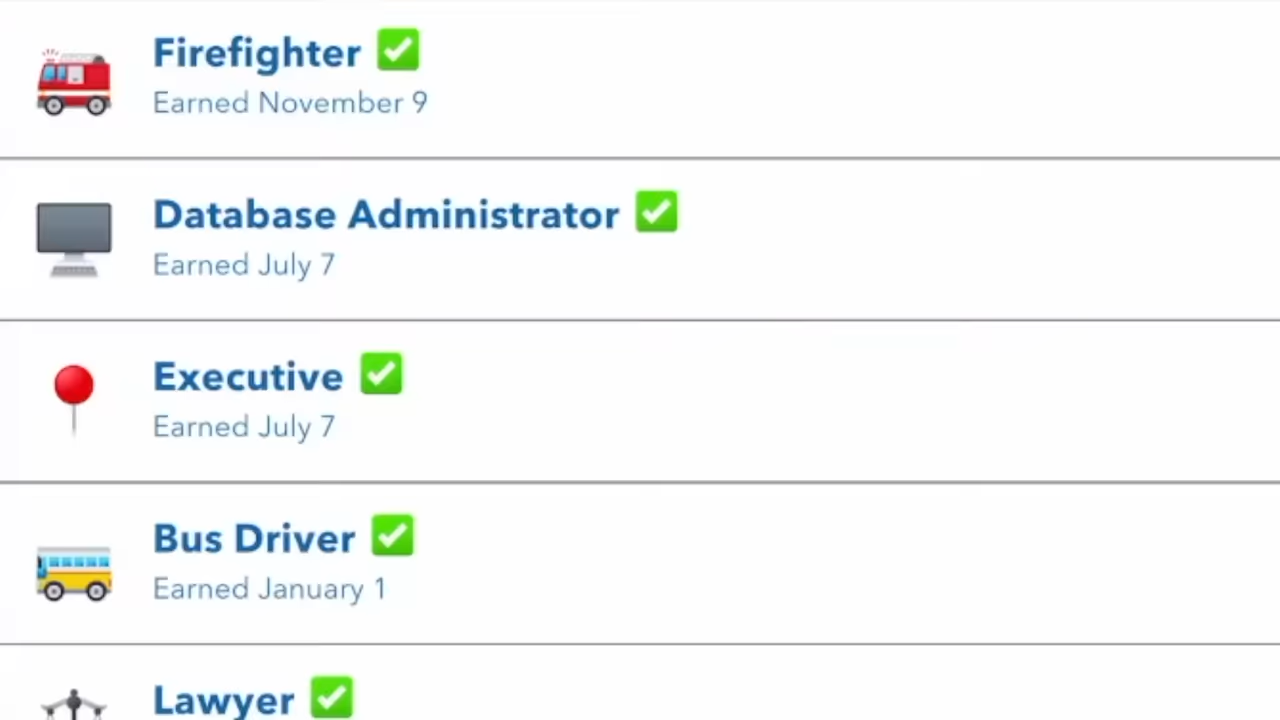 Firefighter ✅
Earned November 9
Database Administrator ✅
Earned July 7
Executive ✅
Earned July 7
Bus Driver ✅
Earned January 1
Lawyer ✅